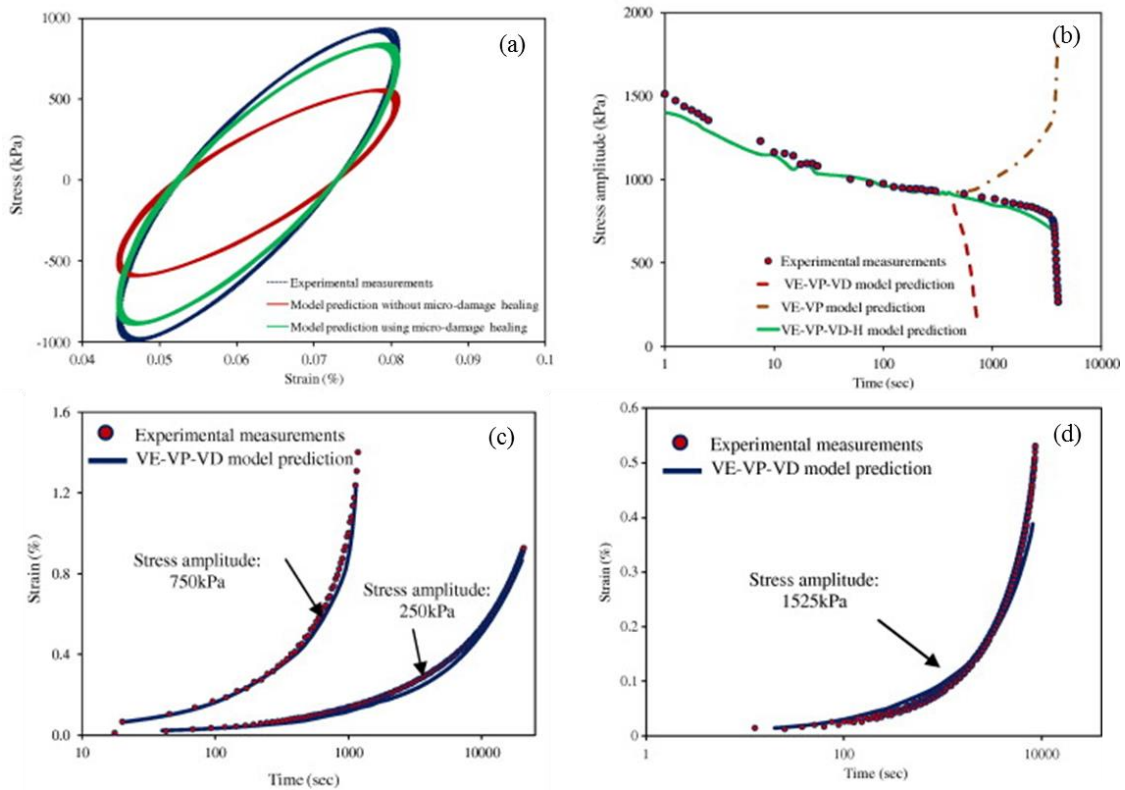 (a)
1000
500
0
-500
-1000
0.04 0.05 0.06 0.07 0.08 0.09 0.1
Stress (kPa)
Strain (%)
Experimental measurements
Model prediction without micro-damage healing
Model prediction using micro-damage healing
(b)
2000
1500
1000
500
0
1 10 100 1000 10000
Stress amplitude (kPa)
Time (sec)
Experimental measurements
VE-VP-VD model prediction
VE-VP model prediction
VE-VP-VD-H model prediction
(c)
1.6
1.2
0.8
0.4
0.0
10 100 1000 10000
Strain (%)
Time (sec)
Experimental measurements
VE-VP-VD model prediction
Stress amplitude:
750kPa
Stress amplitude:
250kPa
(d)
0.6
0.5
0.4
0.3
0.2
0.1
0.0
1 100 10000
Strain (%)
Time (sec)
Experimental measurements
VE-VP-VD model prediction
Stress amplitude:
1525kPa